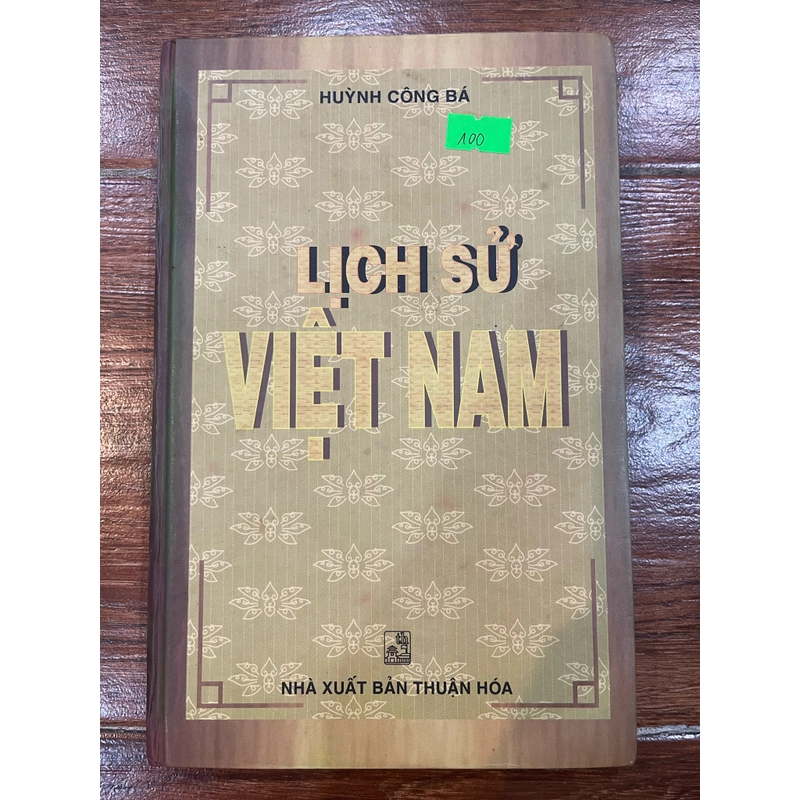 HUỲNH CÔNG BÁ
100
LỊCH SỬ
VIỆT NAM
NHÀ XUẤT BẢN THUẬN HÓA